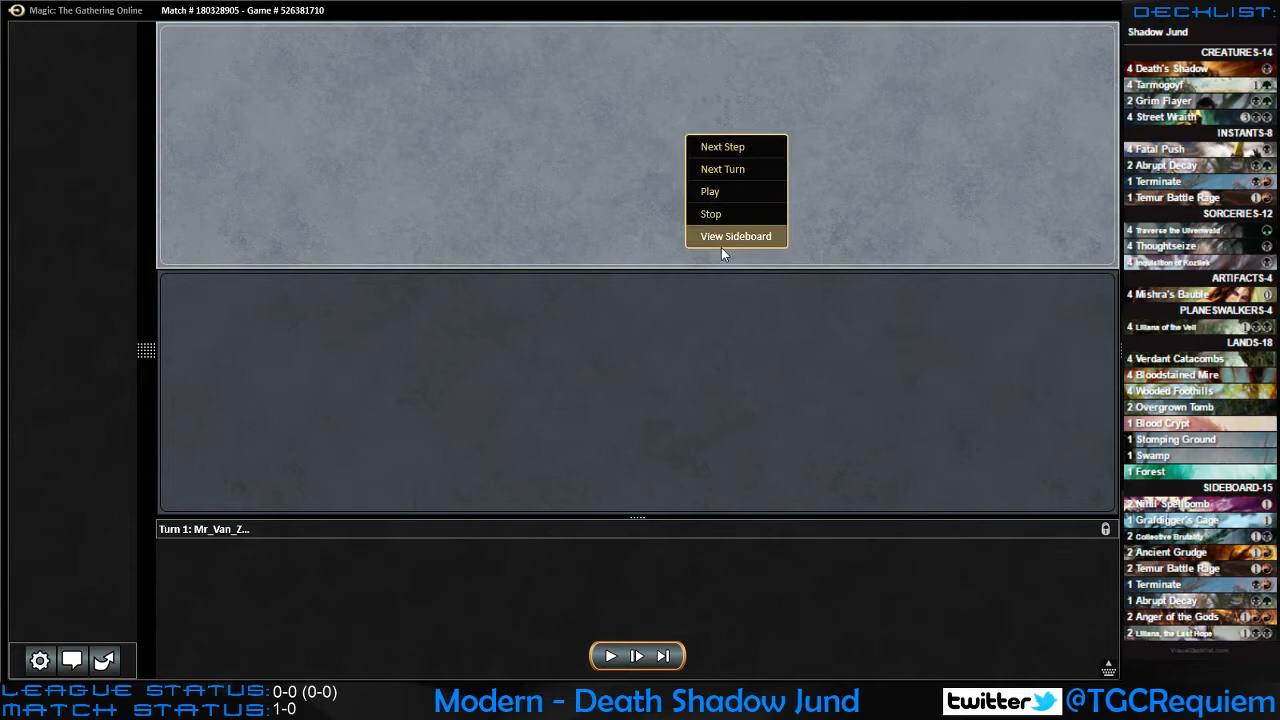 Magic: The Gathering Online
Match # 180328905 - Game # 526381710
Next Step
Next Turn
Play
Stop
View Sideboard
Turn 1: Mr_Van_Z...
DECKLIST:
Shadow Jund
CREATURES-14
4 Death's Shadow
4 Tarmogoyf
2 Grim Flayer
4 Street Wraith
INSTANTS-8
4 Fatal Push
2 Abrupt Decay
1 Terminate
1 Temur Battle Rage
SORCERIES-12
4 Traverse the Ulvenwald
4 Thoughtseize
4 Inquisition of Kozilek
ARTIFACTS-4
4 Mishra's Bauble
PLANESWALKERS-4
4 Liliana of the Veil
LANDS-18
4 Verdant Catacombs
4 Bloodstained Mire
4 Wooded Foothills
2 Overgrown Tomb
1 Blood Crypt
1 Stomping Ground
1 Swamp
1 Forest
SIDEBOARD-15
2 Nihil Spellbomb
1 Grafdigger's Cage
2 Collective Brutality
2 Ancient Grudge
2 Temur Battle Rage
1 Terminate
1 Abrupt Decay
2 Anger of the Gods
2 Liliana, the Last Hope
VisualDecklist.com
LEAGUE STATUS: 0-0 (0-0)
MATCH STATUS: 1-0
Modern - Death Shadow Jund
twitter @TGCRequiem